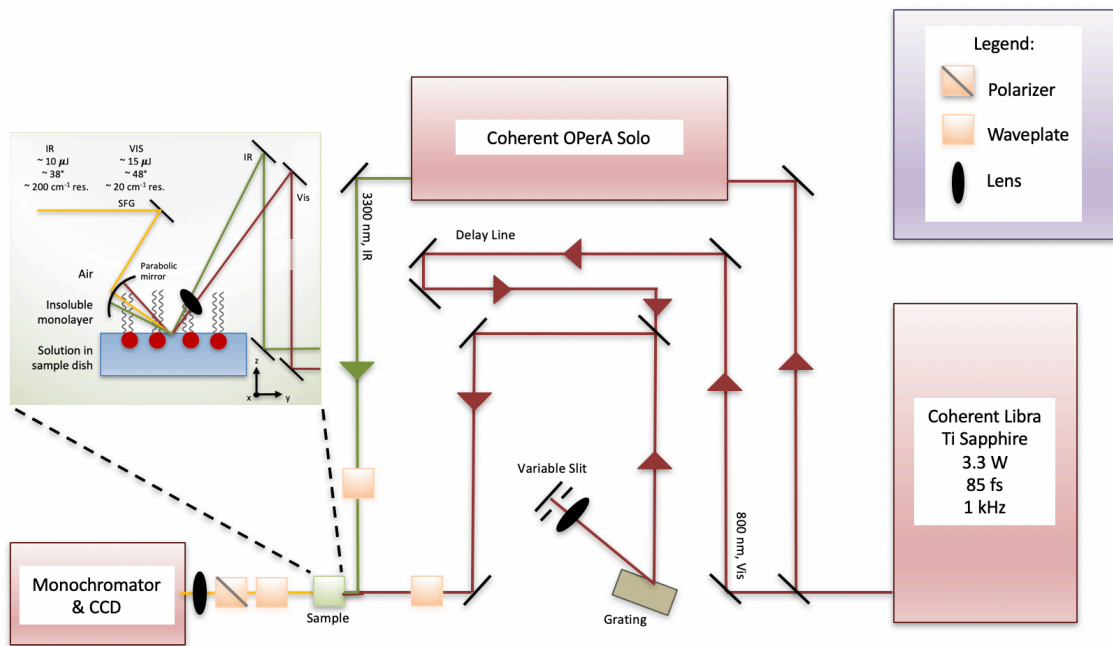 Legend:
Polarizer
Waveplate
Lens
Coherent OPerA Solo
IR
~ 10 µJ
~ 38°
~ 200 cm⁻¹ res.
VIS
~ 15 µJ
~ 48°
~ 20 cm⁻¹ res.
SFG
IR
Vis
Air
Parabolic
mirror
Insoluble
monolayer
Solution in
sample dish
z
x
y
3300 nm, IR
Delay Line
Variable Slit
800 nm, Vis
Coherent Libra
Ti Sapphire
3.3 W
85 fs
1 kHz
Monochromator
& CCD
Sample
Grating